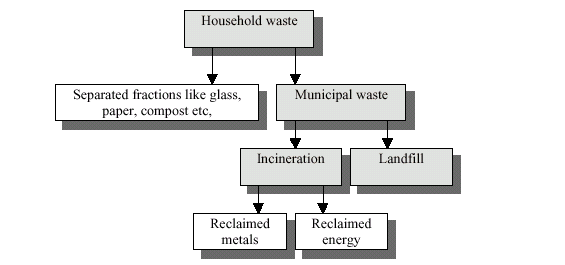 Household waste
Separated fractions like glass,
paper, compost etc,
Municipal waste
Incineration
Landfill
Reclaimed
metals
Reclaimed
energy